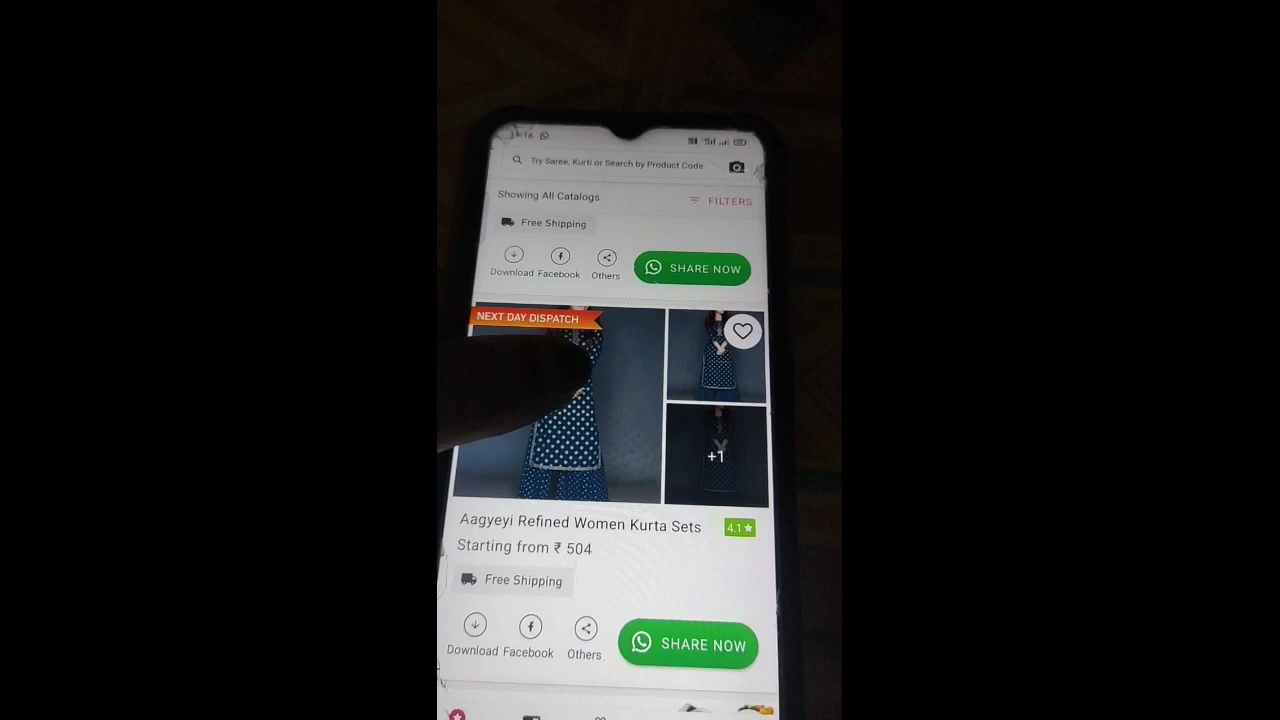 Try Saree, Kurti or Search by Product Code
Showing All Catalogs
FILTERS
Free Shipping
Download
Facebook
Others
SHARE NOW
NEXT DAY DISPATCH
+1
Aagyeyi Refined Women Kurta Sets
4.1
Starting from ₹ 504
Free Shipping
Download
Facebook
Others
SHARE NOW